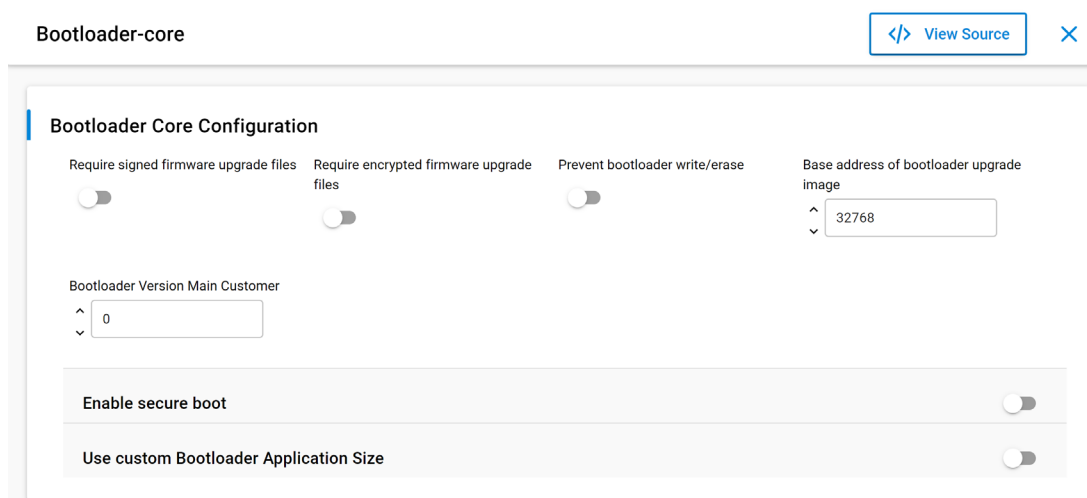 Bootloader-core
</> View Source
Bootloader Core Configuration
Require signed firmware upgrade files
Require encrypted firmware upgrade
files
Prevent bootloader write/erase
Base address of bootloader upgrade
image
32768
Bootloader Version Main Customer
0
Enable secure boot
Use custom Bootloader Application Size